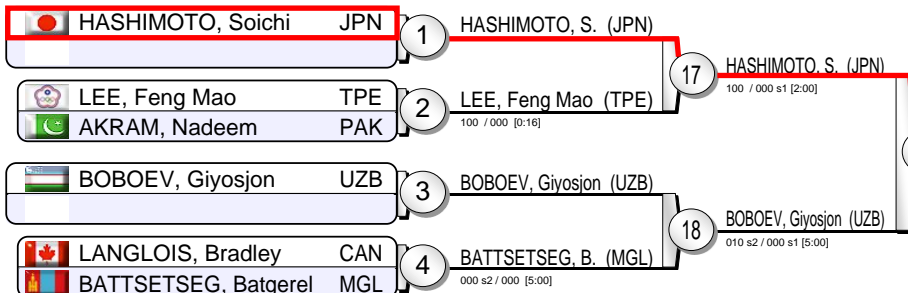 HASHIMOTO, Soichi JPN
1
HASHIMOTO, S. (JPN)
17
HASHIMOTO, S. (JPN)
100 / 000 s1 [2:00]
LEE, Feng Mao TPE
AKRAM, Nadeem PAK
2
LEE, Feng Mao (TPE)
100 / 000 [0:16]
BOBOEV, Giyosjon UZB
3
BOBOEV, Giyosjon (UZB)
18
BOBOEV, Giyosjon (UZB)
010 s2 / 000 s1 [5:00]
LANGLOIS, Bradley CAN
BATTSETSEG, Batgerel MGL
4
BATTSETSEG, B. (MGL)
000 s2 / 000 [5:00]